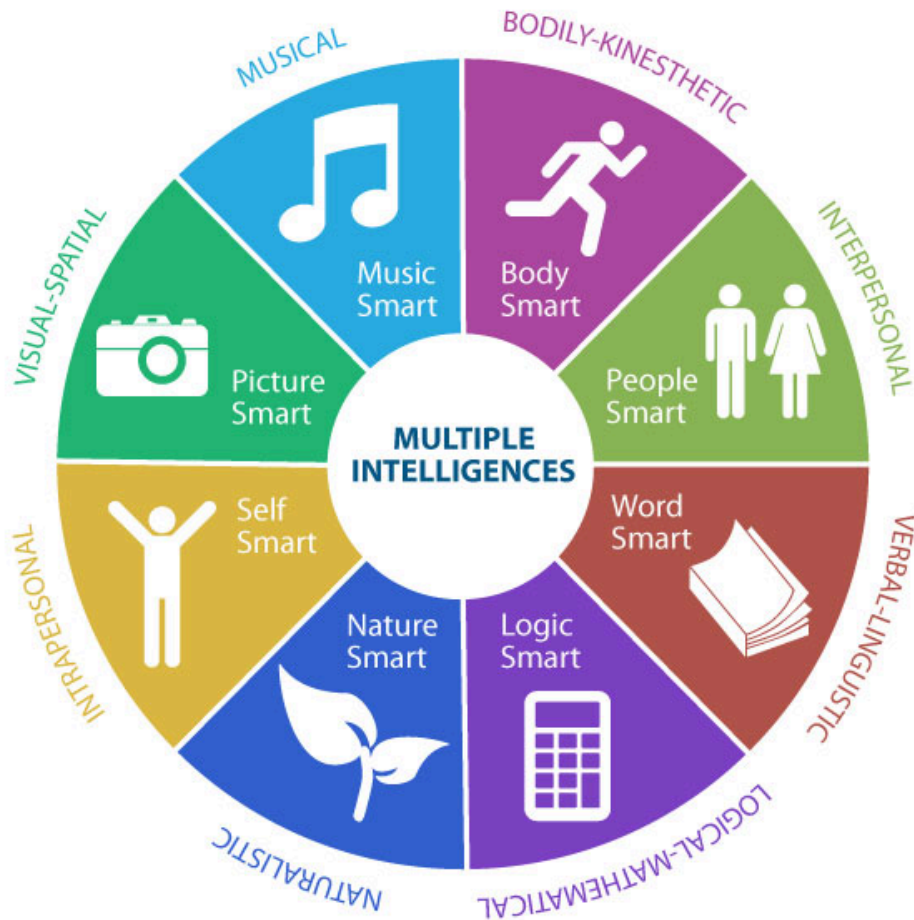 MUSICAL
BODILY-KINESTHETIC
Music
Smart
Body
Smart
VISUAL-SPATIAL
INTERPERSONAL
Picture
Smart
People
Smart
MULTIPLE
INTELLIGENCES
Self
Smart
Word
Smart
INTRAPERSONAL
VERBAL-LINGUISTIC
Nature
Smart
Logic
Smart
NATURALISTIC
LOGICAL-MATHEMATICAL